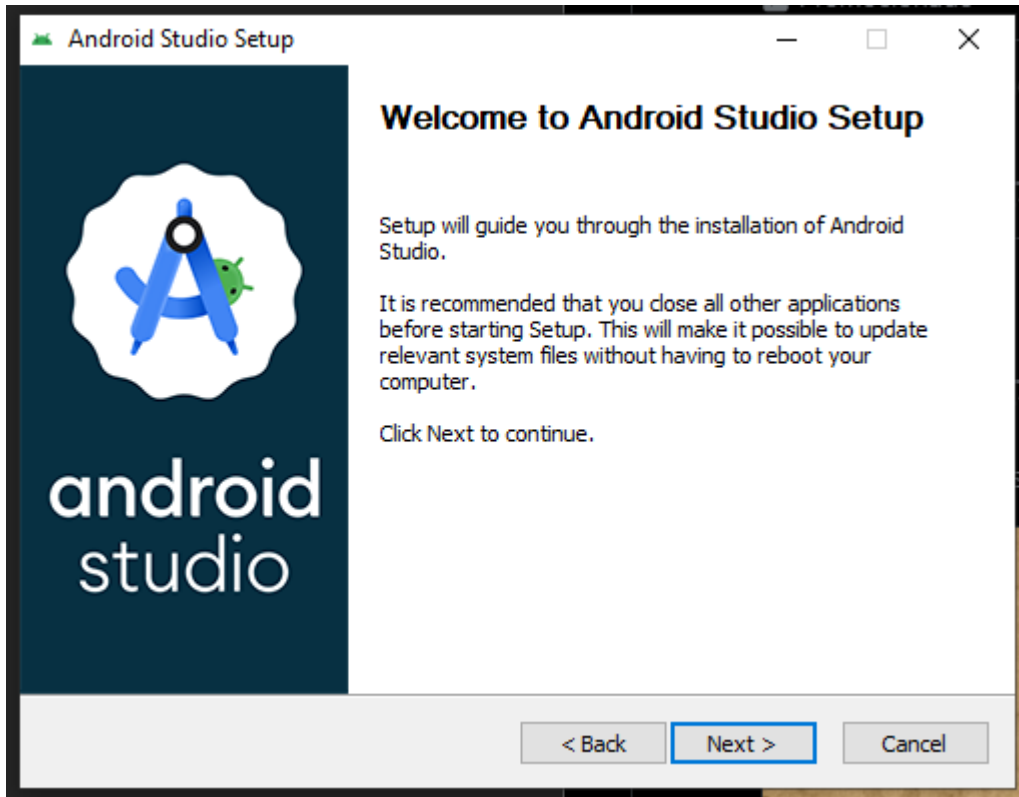 Android Studio Setup
Welcome to Android Studio Setup
Setup will guide you through the installation of Android
Studio.
It is recommended that you close all other applications
before starting Setup. This will make it possible to update
relevant system files without having to reboot your
computer.
Click Next to continue.
android
studio
< Back
Next >
Cancel